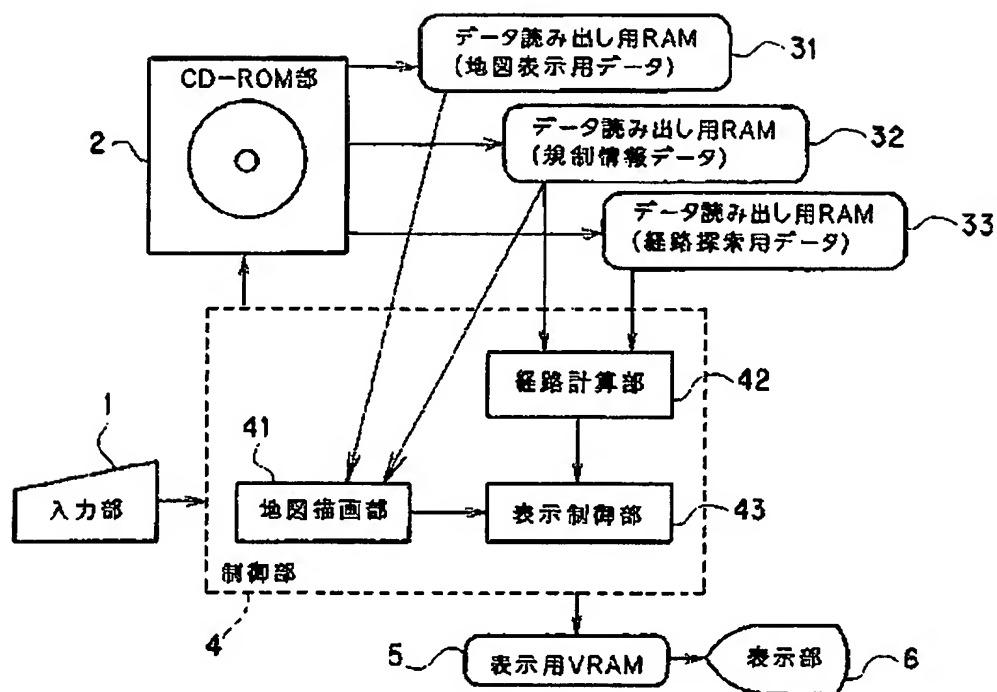 データ読み出し用RAM
(地図表示用データ)
31
CD-ROM部
2
データ読み出し用RAM
(規制情報データ)
32
データ読み出し用RAM
(経路探索用データ)
33
経路計算部
42
1
入力部
41
地図描画部
表示制御部
43
制御部
4
5
表示用VRAM
表示部
6